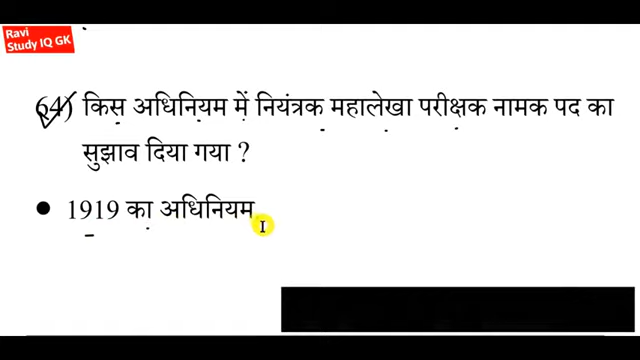 Ravi
Study IQ GK
64) किस अधिनियम में नियंत्रक महालेखा परीक्षक नामक पद का
सुझाव दिया गया ?
● 1919 का अधिनियम